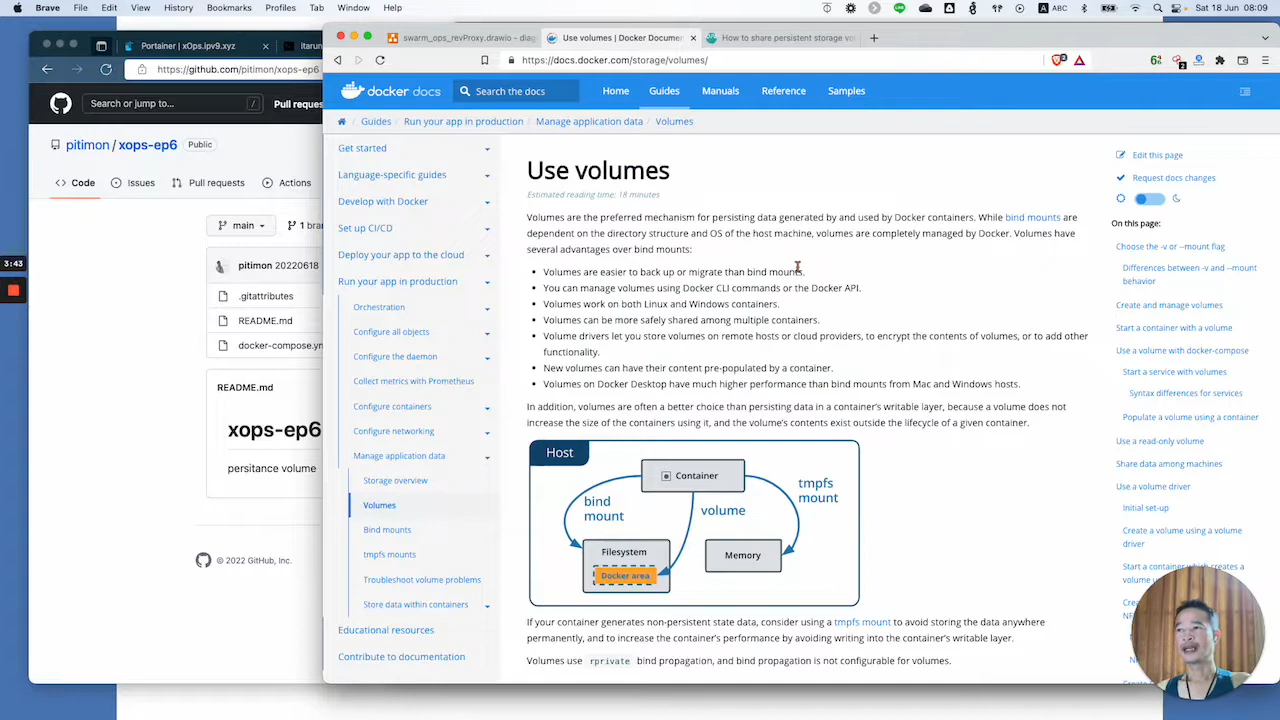 Brave File Edit View History Bookmarks Profiles Tab Window Help
ABC Sat 18 Jun 08:09
Portainer | xOps.ipv9.xyz
itarun
https://github.com/pitimon/xops-ep6
Search or jump to... /
Pull reques
pitimon/xops-ep6 Public
Code Issues Pull requests Actions
main
1 bran
pitimon 20220618
.gitattributes
README.md
docker-compose.ym
README.md
xops-ep6
persitance volume
© 2022 GitHub, Inc.
3:43
swarm_ops_revProxy.drawio - diag
Use volumes | Docker Documen
How to share persistent storage vo
https://docs.docker.com/storage/volumes/
docker docs
Search the docs
Home Guides Manuals Reference Samples
/ Guides / Run your app in production / Manage application data / Volumes
Get started
Language-specific guides
Develop with Docker
Set up CI/CD
Deploy your app to the cloud
Run your app in production
Orchestration
Configure all objects
Configure the daemon
Collect metrics with Prometheus
Configure containers
Configure networking
Manage application data
Storage overview
Volumes
Bind mounts
tmpfs mounts
Troubleshoot volume problems
Store data within containers
Educational resources
Contribute to documentation
Use volumes
Estimated reading time: 18 minutes
Volumes are the preferred mechanism for persisting data generated by and used by Docker containers. While bind mounts are
dependent on the directory structure and OS of the host machine, volumes are completely managed by Docker. Volumes have
several advantages over bind mounts:
• Volumes are easier to back up or migrate than bind mounts.
• You can manage volumes using Docker CLI commands or the Docker API.
• Volumes work on both Linux and Windows containers.
• Volumes can be more safely shared among multiple containers.
• Volume drivers let you store volumes on remote hosts or cloud providers, to encrypt the contents of volumes, or to add other
functionality.
• New volumes can have their content pre-populated by a container.
• Volumes on Docker Desktop have much higher performance than bind mounts from Mac and Windows hosts.
In addition, volumes are often a better choice than persisting data in a container's writable layer, because a volume does not
increase the size of the containers using it, and the volume's contents exist outside the lifecycle of a given container.
Host
Container
bind
mount
volume
tmpfs
mount
Filesystem
Docker area
Memory
If your container generates non-persistent state data, consider using a tmpfs mount to avoid storing the data anywhere
permanently, and to increase the container's performance by avoiding writing into the container's writable layer.
Volumes use rprivate bind propagation, and bind propagation is not configurable for volumes.
Edit this page
Request docs changes
On this page:
Choose the -v or --mount flag
Differences between -v and --mount
behavior
Create and manage volumes
Start a container with a volume
Use a volume with docker-compose
Start a service with volumes
Syntax differences for services
Populate a volume using a container
Use a read-only volume
Share data among machines
Use a volume driver
Initial set-up
Create a volume using a volume
driver
Start a container which creates a
volume u
Crea
NF